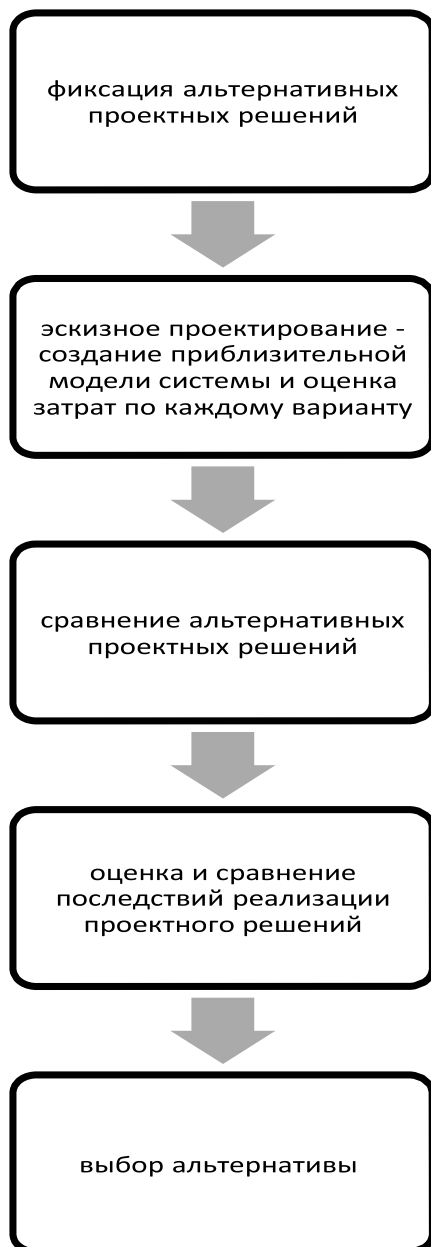 фиксация альтернативных
проектных решений
эскизное проектирование -
создание приблизительной
модели системы и оценка
затрат по каждому варианту
сравнение альтернативных
проектных решений
оценка и сравнение
последствий реализации
проектного решений
выбор альтернативы